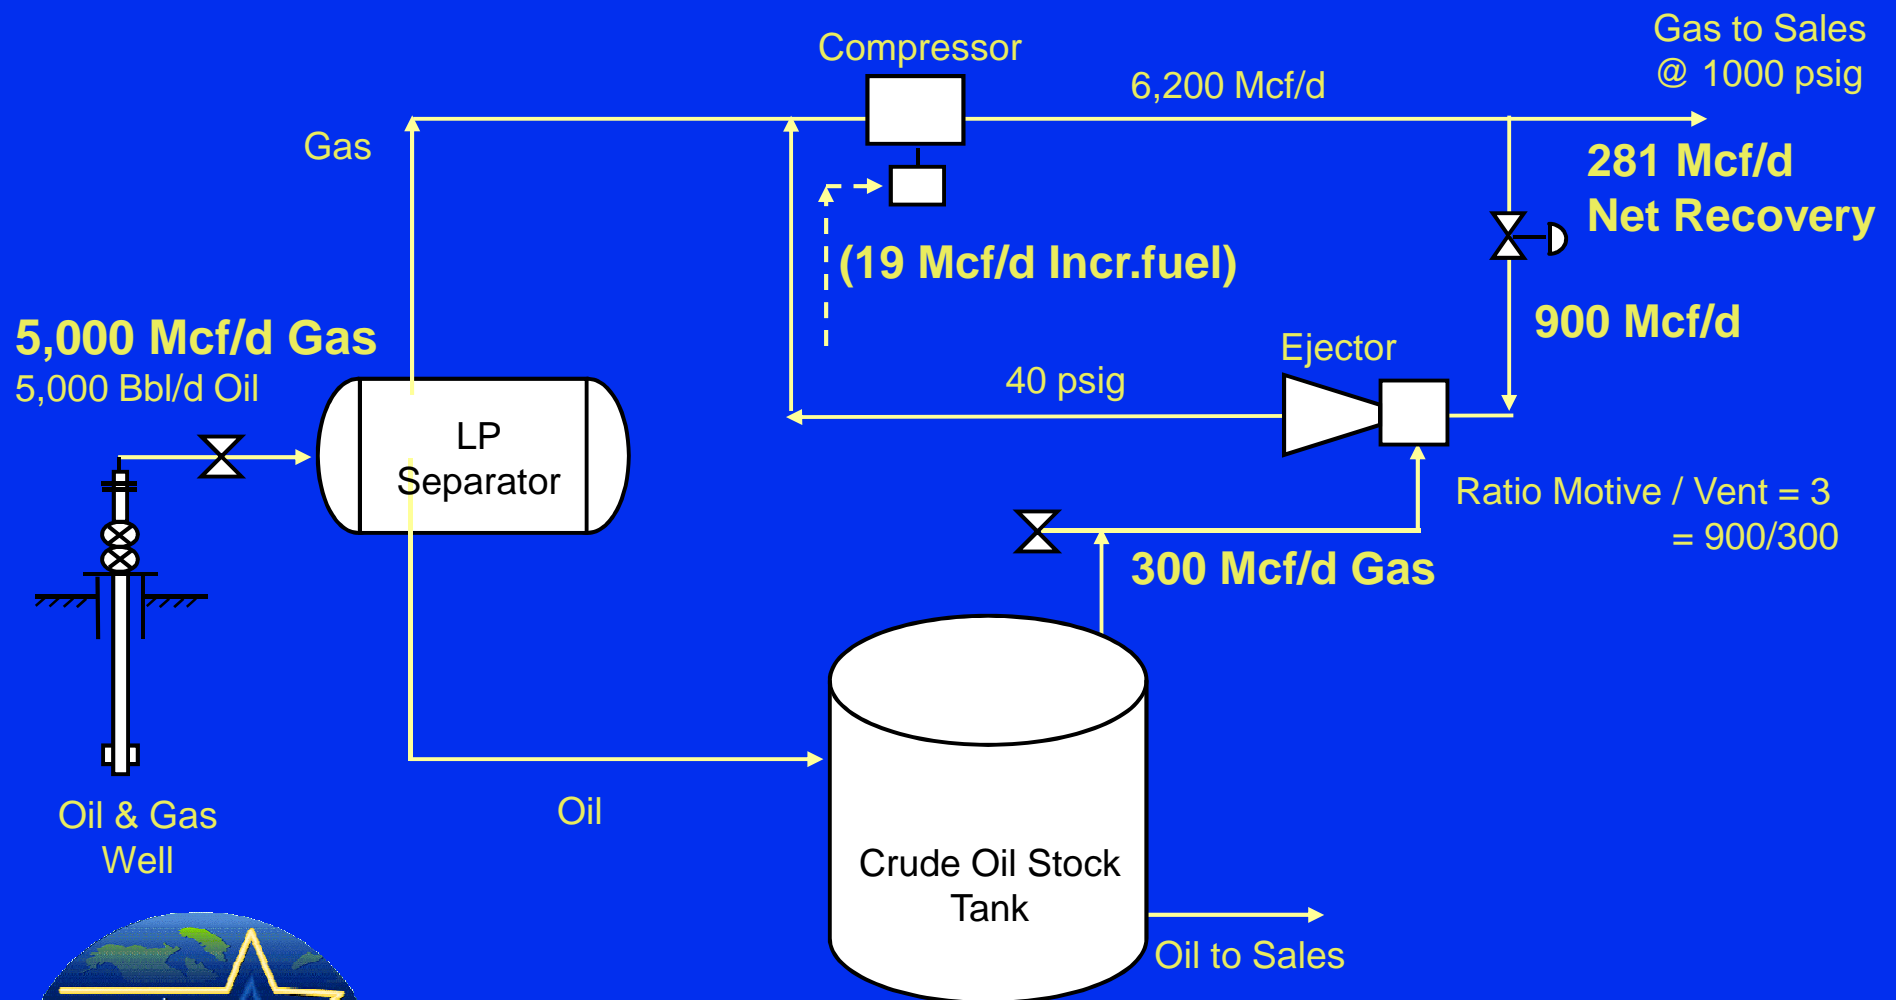 Compressor
6,200 Mcf/d
Gas to Sales
@ 1000 psig
Gas
281 Mcf/d
Net Recovery
(19 Mcf/d Incr.fuel)
5,000 Mcf/d Gas
5,000 Bbl/d Oil
900 Mcf/d
Ejector
40 psig
LP
Separator
Ratio Motive / Vent = 3
= 900/300
300 Mcf/d Gas
Oil & Gas
Well
Oil
Crude Oil Stock
Tank
Oil to Sales